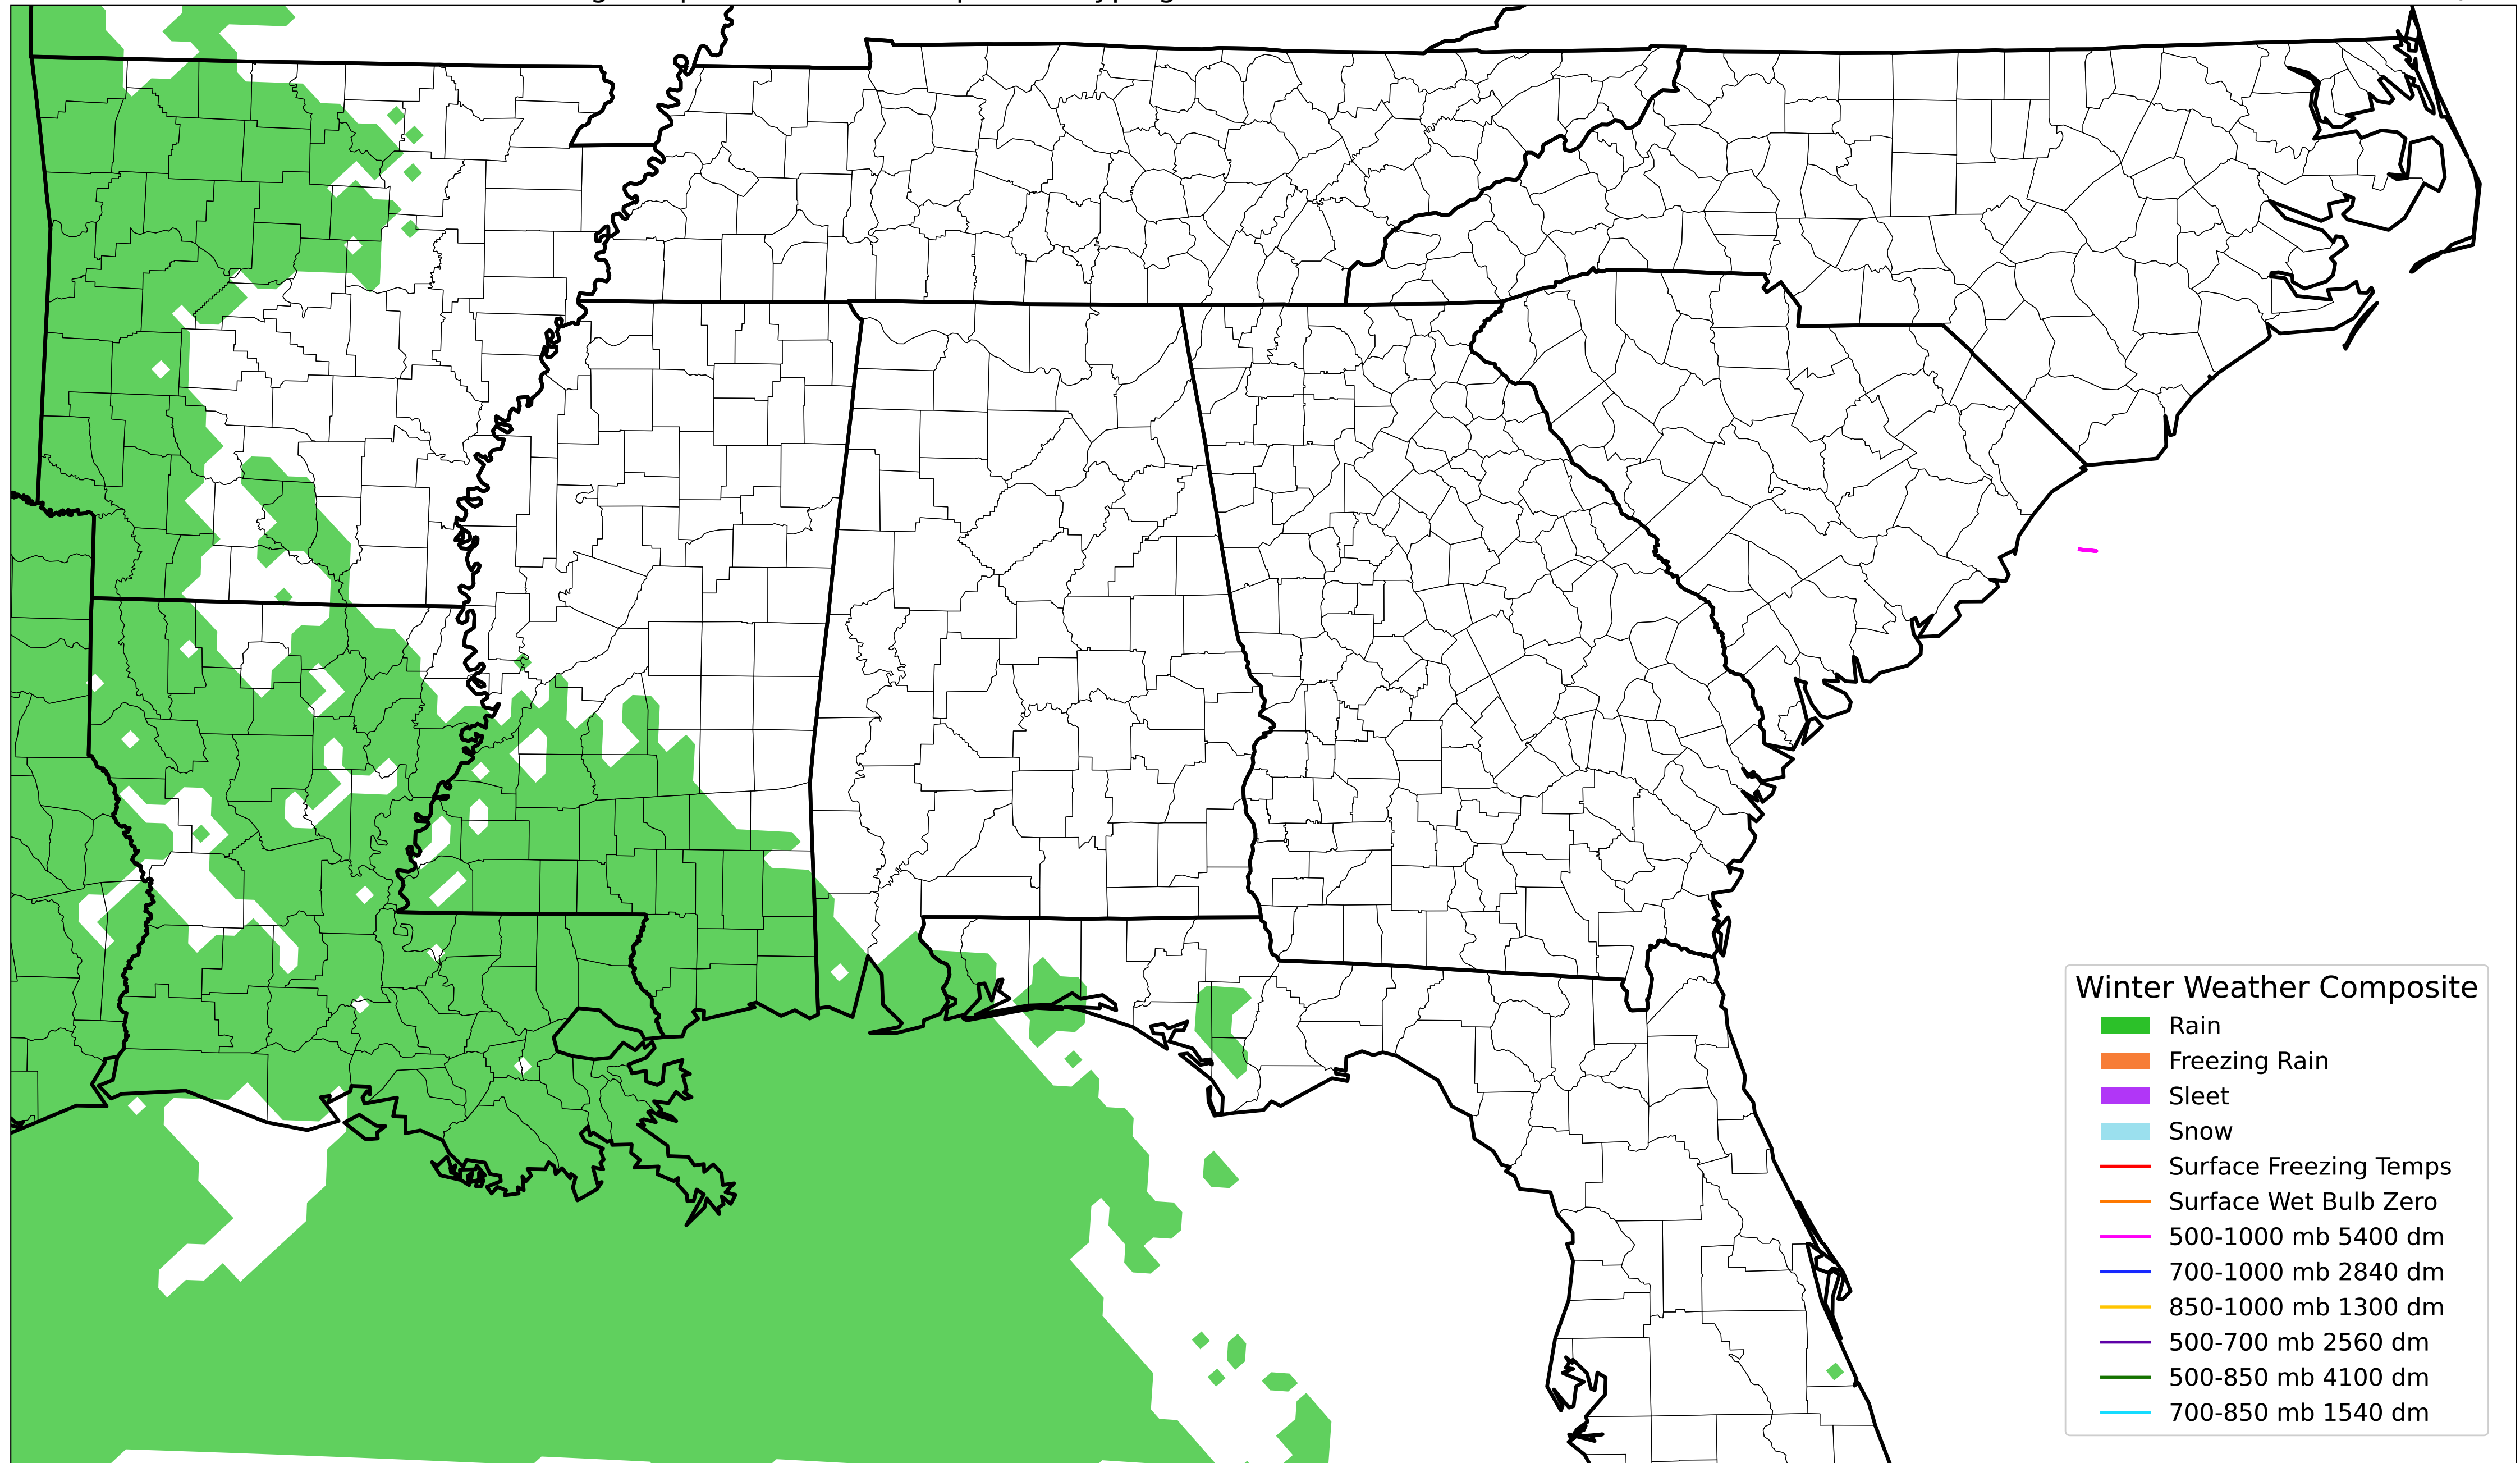 Winter Weather Composite
Rain
Freezing Rain
Sleet
Snow
Surface Freezing Temps
Surface Wet Bulb Zero
500-1000 mb 5400 dm
700-1000 mb 2840 dm
850-1000 mb 1300 dm
500-700 mb 2560 dm
500-850 mb 4100 dm
700-850 mb 1540 dm